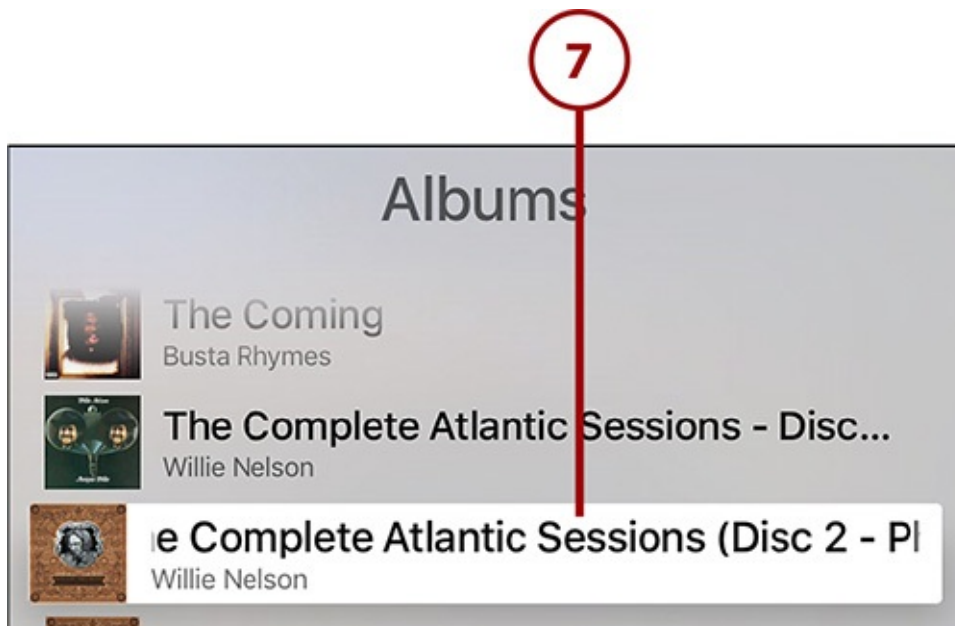 7
Albums
The Coming
Busta Rhymes
The Complete Atlantic Sessions - Disc...
Willie Nelson
e Complete Atlantic Sessions (Disc 2 - Pl
Willie Nelson